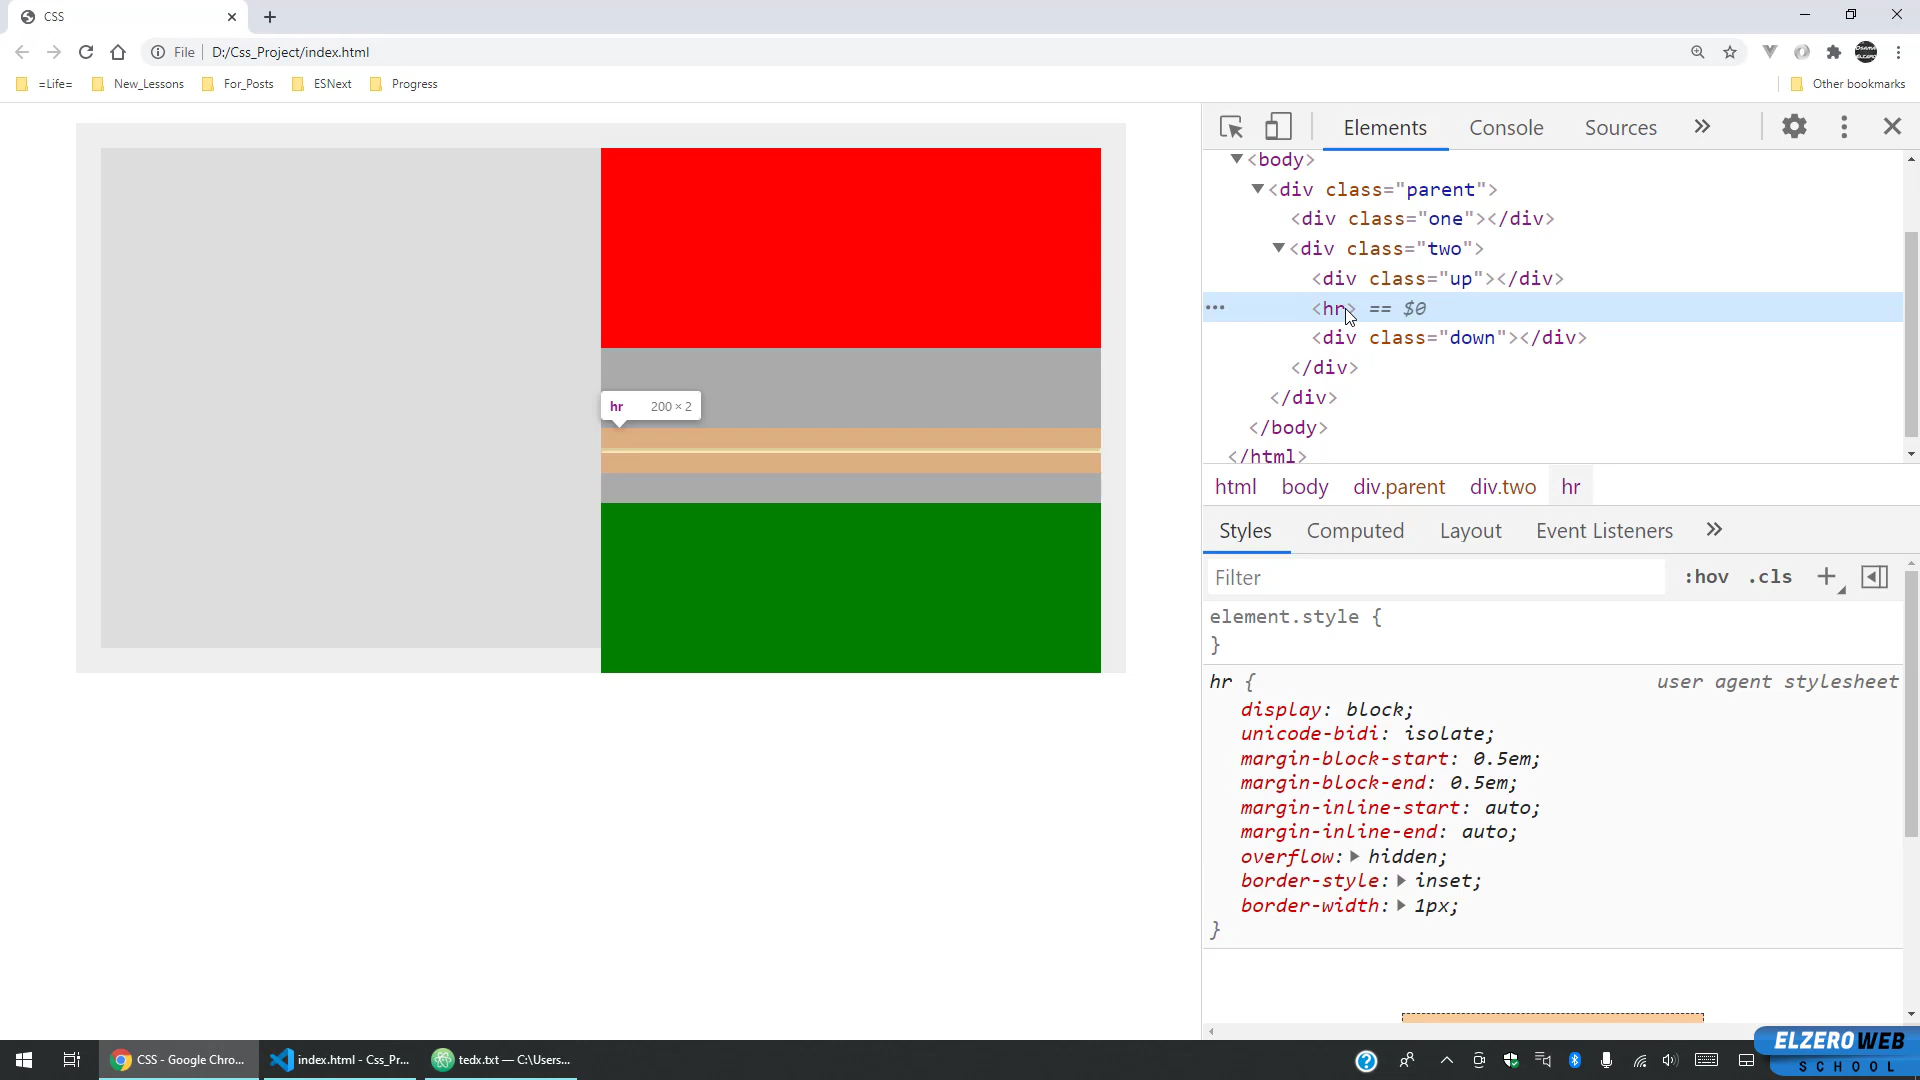 CSS
File D:/Css_Project/index.html
=Life= New_Lessons For_Posts ESNext Progress Other bookmarks
Elements Console Sources
<body>
<div class="parent">
<div class="one"></div>
<div class="two">
<div class="up"></div>
<hr> == $0
<div class="down"></div>
</div>
</div>
</body>
</html>
hr 200 × 2
html body div.parent div.two hr
Styles Computed Layout Event Listeners
Filter :hov .cls
element.style {
}
hr { user agent stylesheet
display: block;
unicode-bidi: isolate;
margin-block-start: 0.5em;
margin-block-end: 0.5em;
margin-inline-start: auto;
margin-inline-end: auto;
overflow: hidden;
border-style: inset;
border-width: 1px;
}
CSS - Google Chro... index.html - Css_Pr... tedx.txt — C:\Users...
ELZEROWEB
SCHOOL